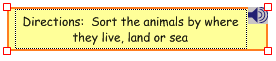 Directions:  Sort the animals by where
they live, land or sea